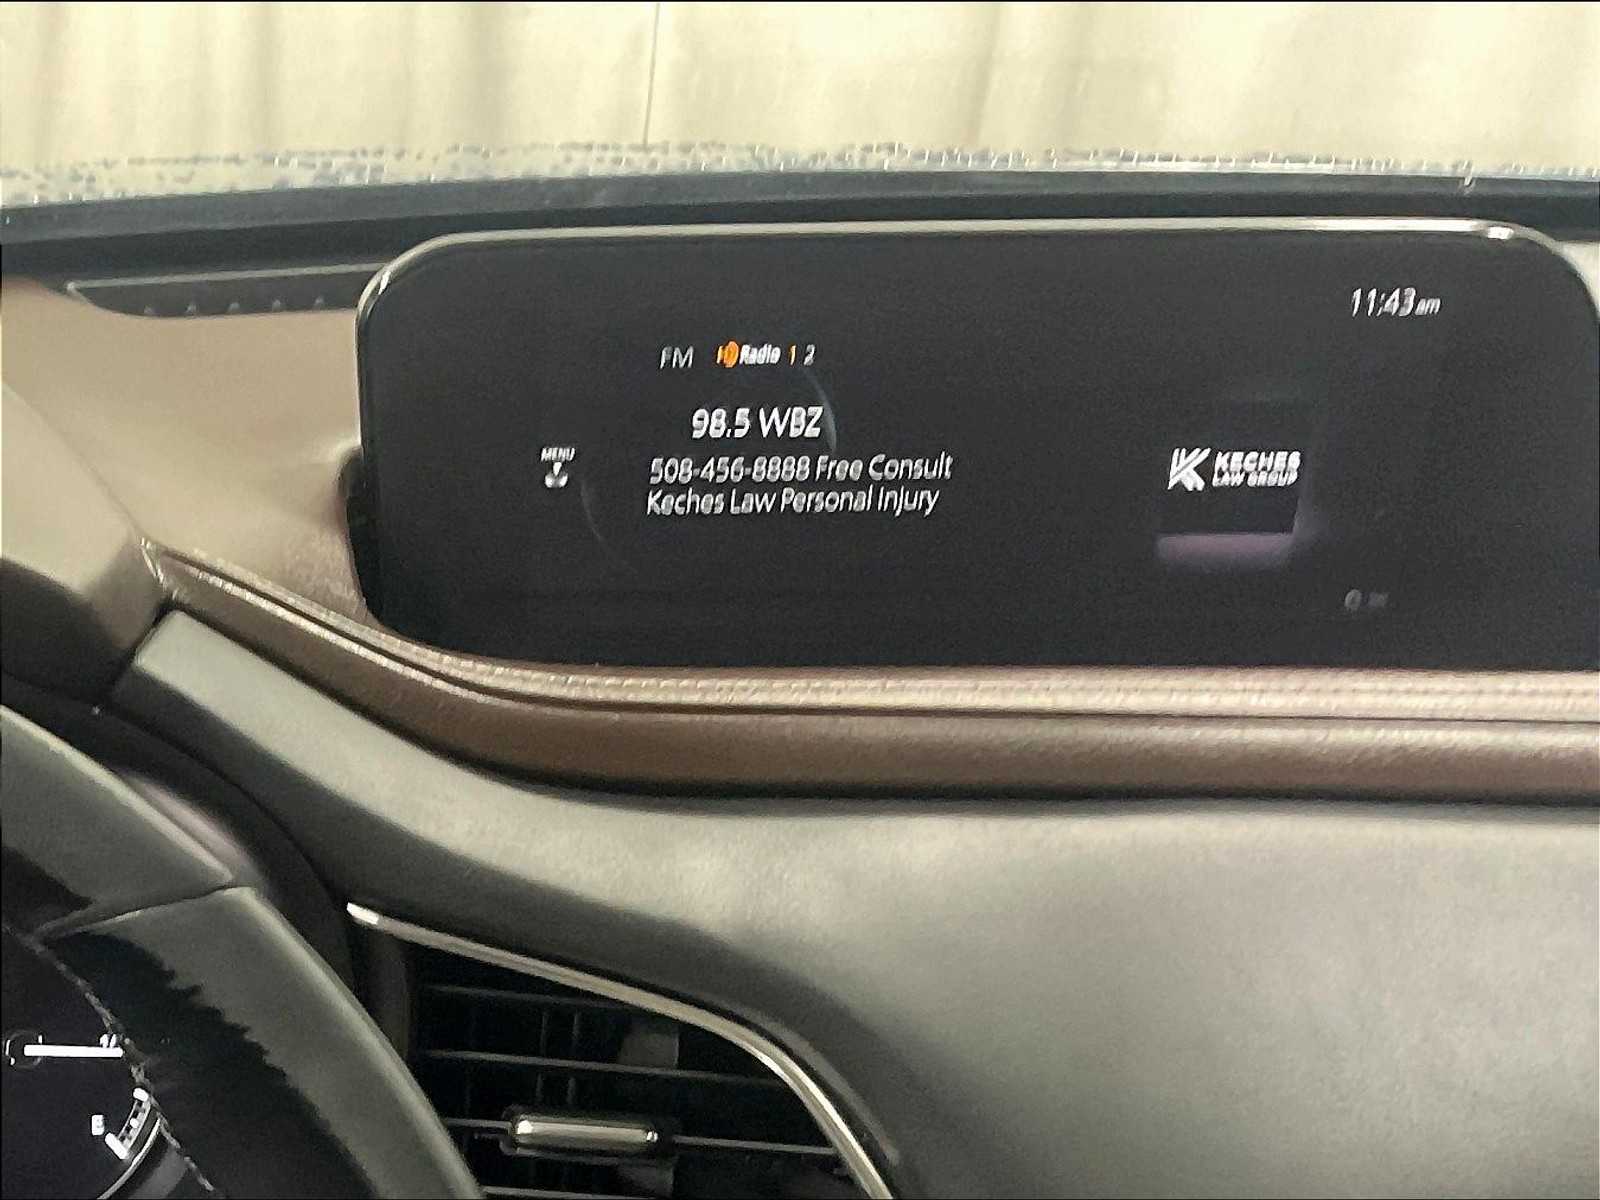 11:43am
FM HD Radio 1 2
98.5 WBZ
MENU
508-456-8888 Free Consult
Keches Law Personal Injury
K KECHES
LAW GROUP